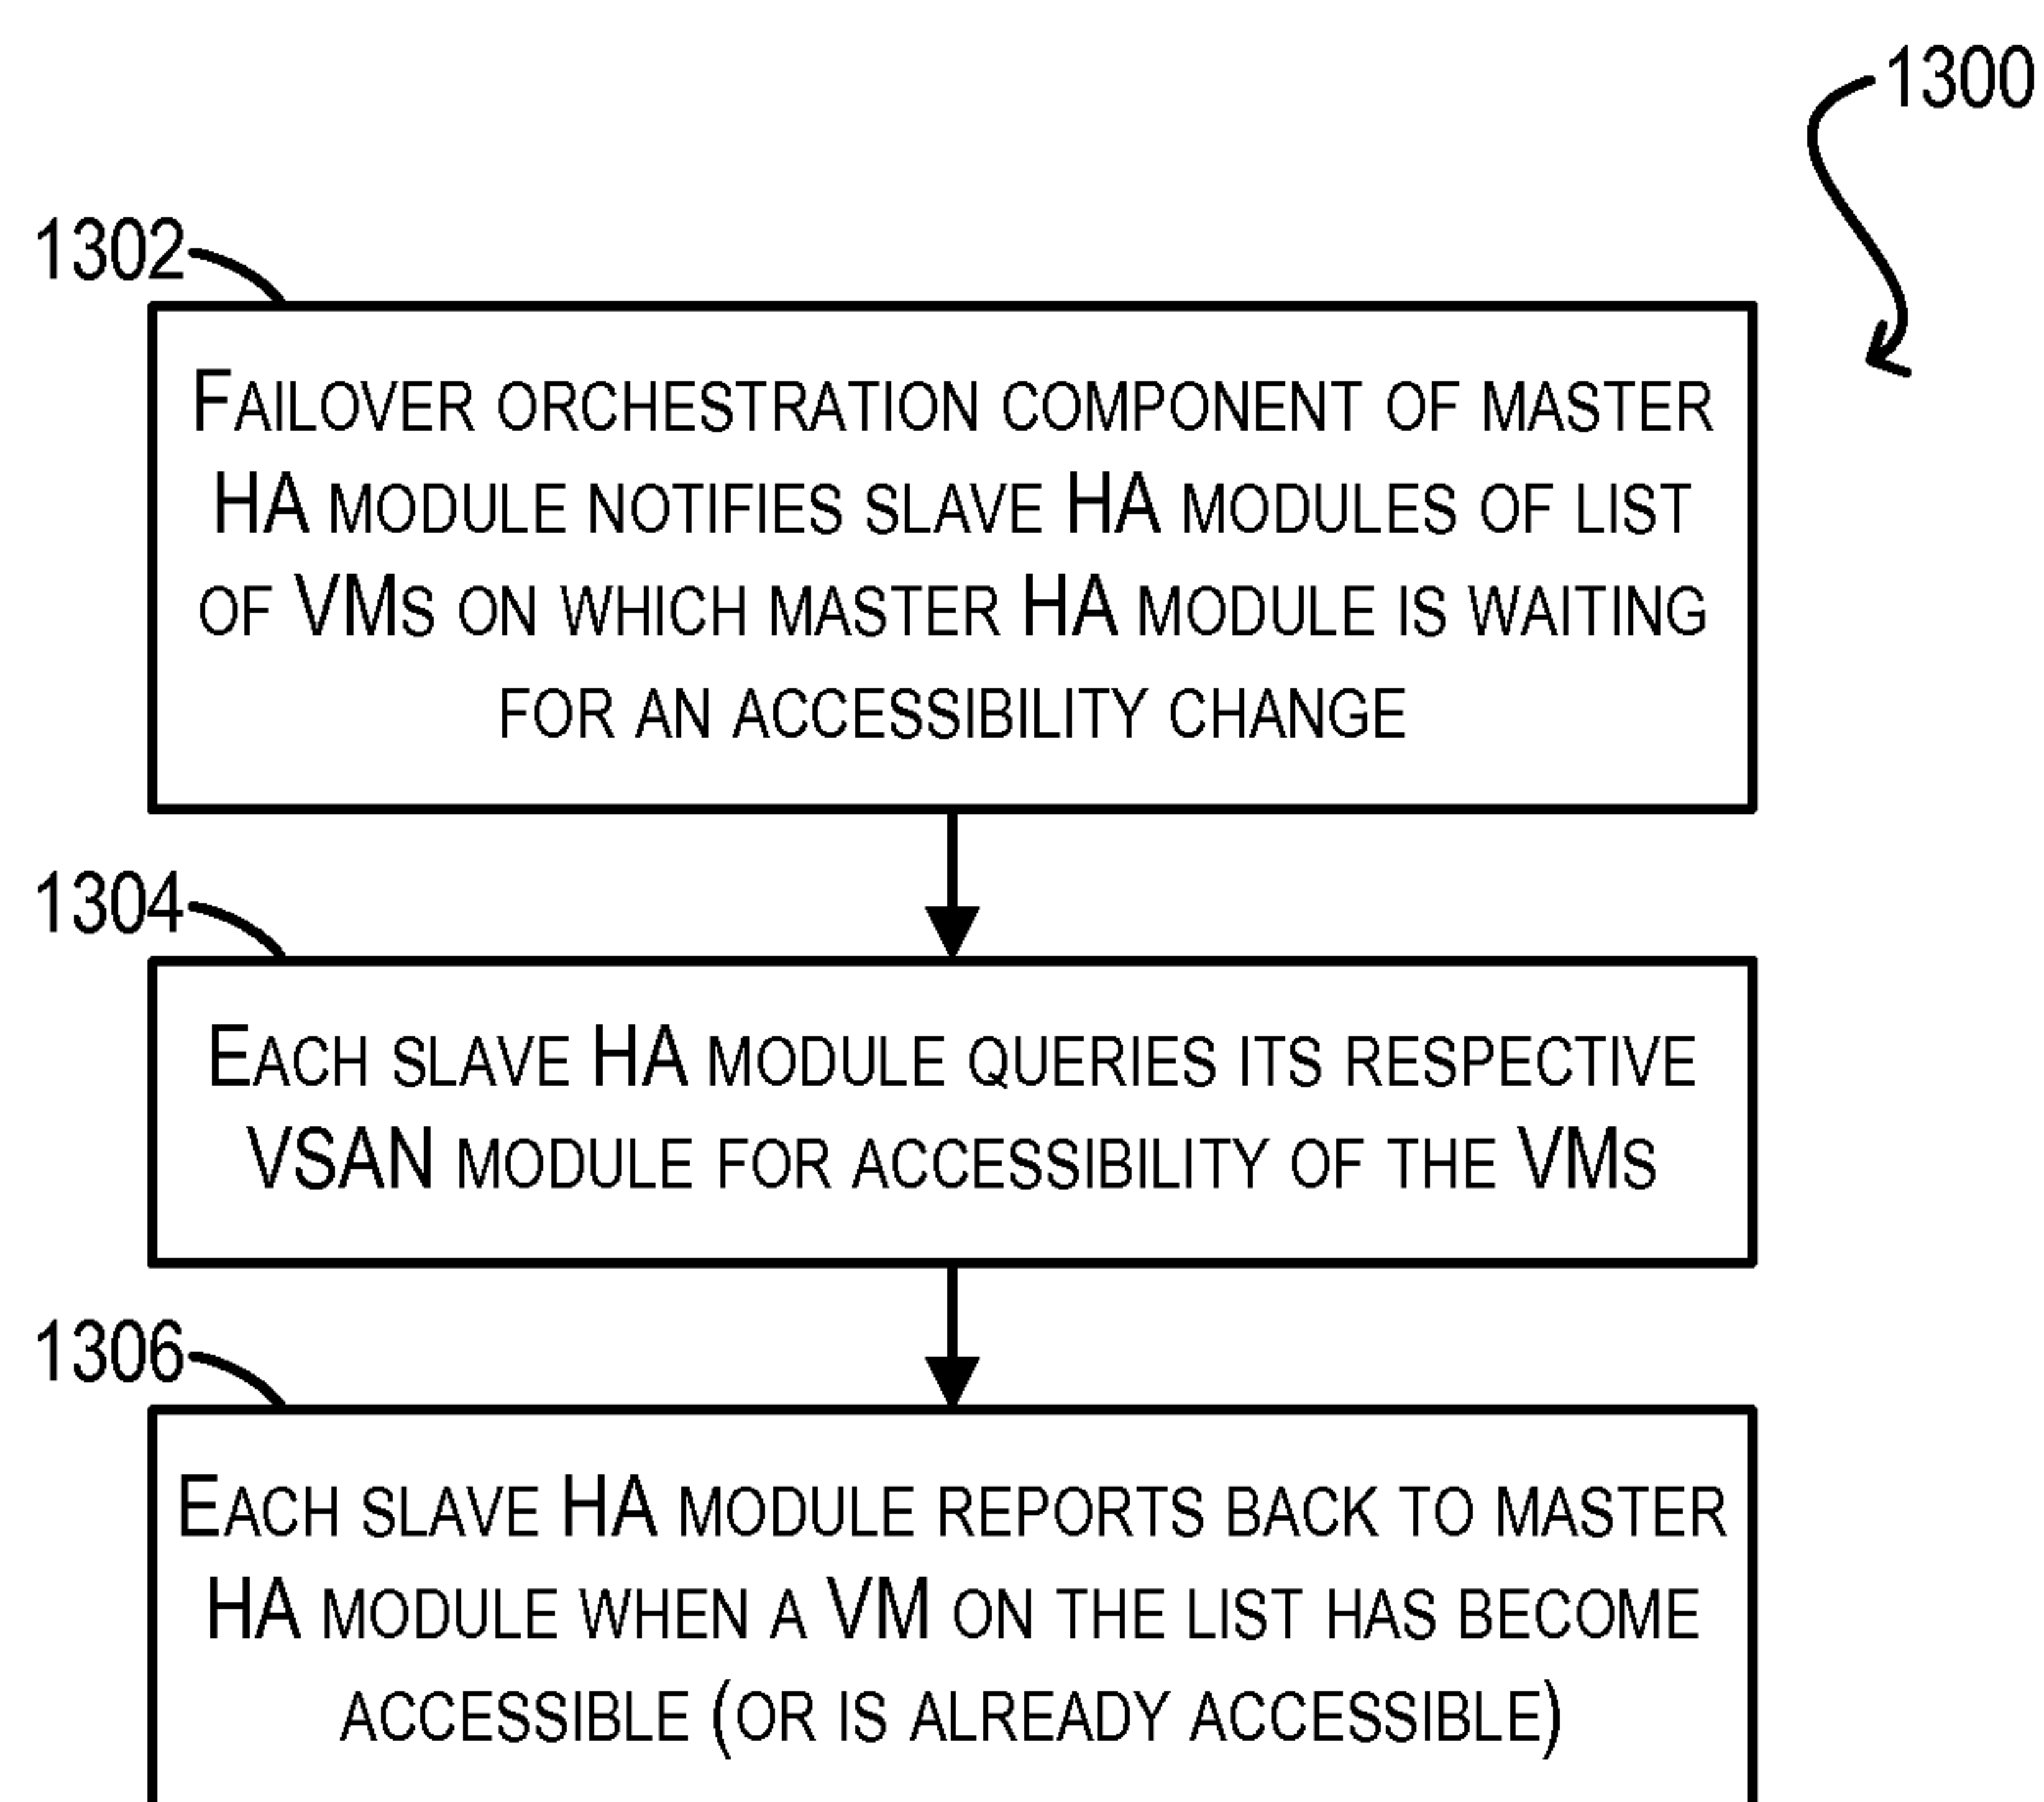 1300
1302
FAILOVER ORCHESTRATION COMPONENT OF MASTER
HA MODULE NOTIFIES SLAVE HA MODULES OF LIST
OF VMS ON WHICH MASTER HA MODULE IS WAITING
FOR AN ACCESSIBILITY CHANGE
1304
EACH SLAVE HA MODULE QUERIES ITS RESPECTIVE
VSAN MODULE FOR ACCESSIBILITY OF THE VMS
1306
EACH SLAVE HA MODULE REPORTS BACK TO MASTER
HA MODULE WHEN A VM ON THE LIST HAS BECOME
ACCESSIBLE (OR IS ALREADY ACCESSIBLE)